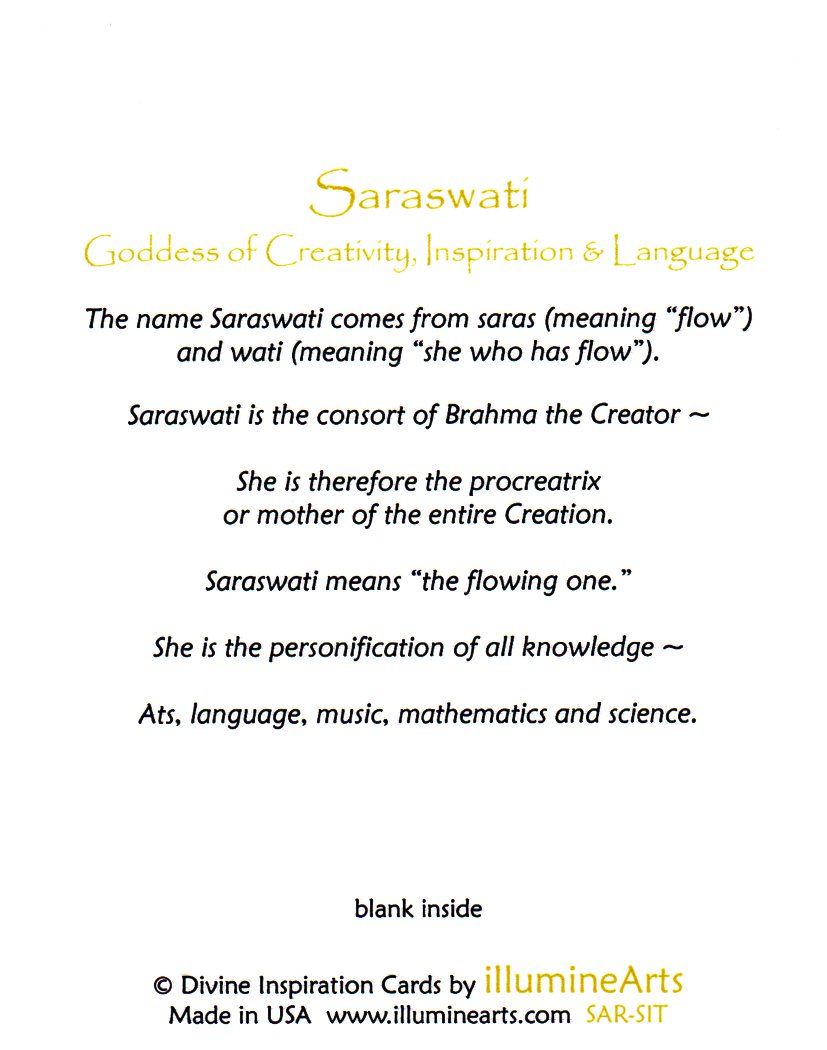 Saraswati
Goddess of Creativity, Inspiration & Language
The name Saraswati comes from saras (meaning “flow”)
and wati (meaning “she who has flow”).
Saraswati is the consort of Brahma the Creator ~
She is therefore the procreatrix
or mother of the entire Creation.
Saraswati means “the flowing one.”
She is the personification of all knowledge ~
Ats, language, music, mathematics and science.
blank inside
© Divine Inspiration Cards by illumineArts
Made in USA www.illuminearts.com SAR-SIT